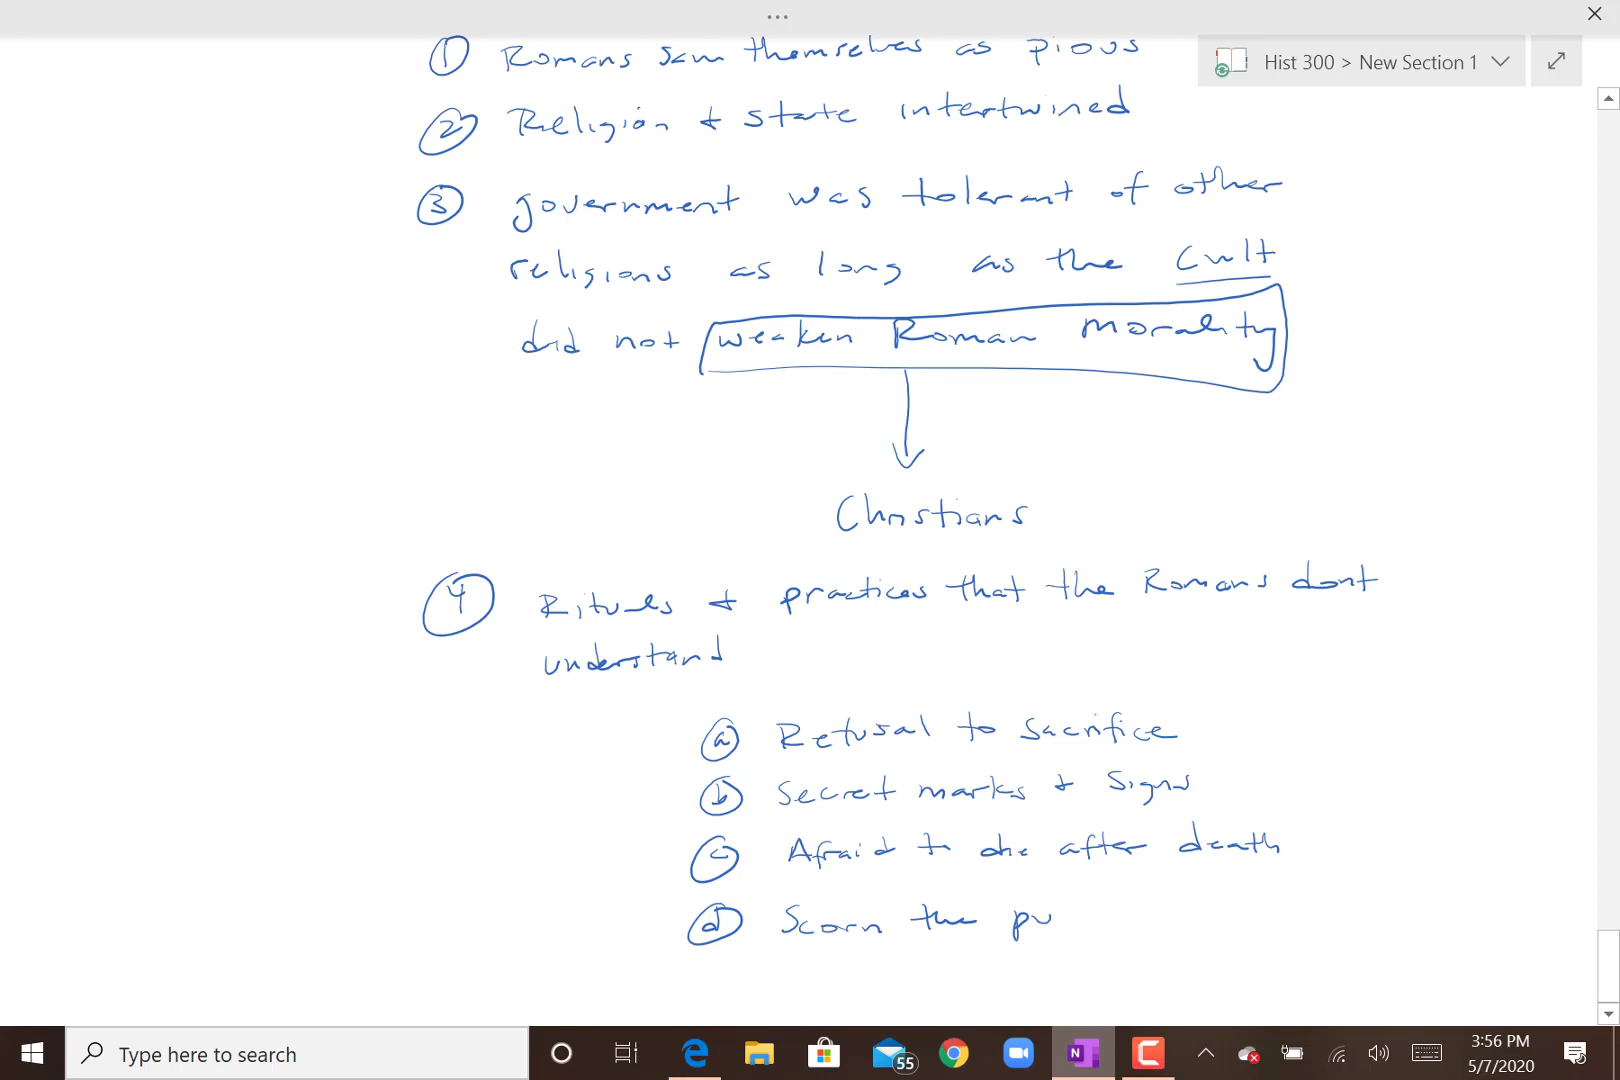 Hist 300 > New Section 1
① Romans saw themselves as pious
② Religion + state intertwined
③ government was tolerant of other
religions as long as the cult
did not weaken Roman morality
Christians
④ Rituals + practices that the Romans dont
understand
ⓐ Refusal to sacrifice
ⓑ Secret marks + signs
ⓒ Afraid to die after death
ⓓ Scorn the pu
Type here to search
55
3:56 PM
5/7/2020